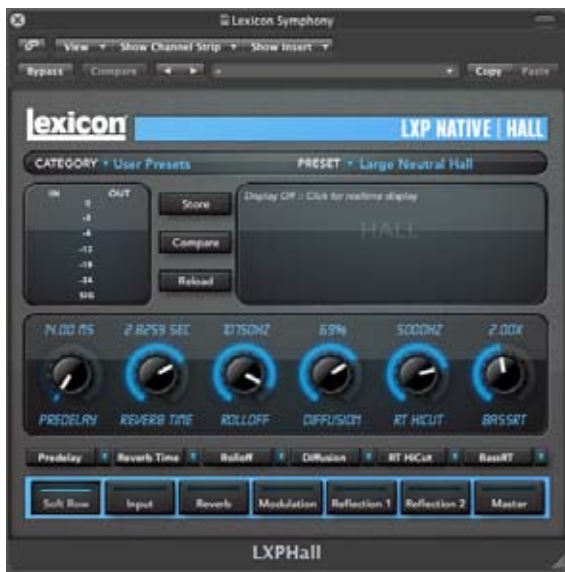 Lexicon Symphony
View Show Channel Strip Show Insert
Bypass Compare - Copy Paste
lexicon LXP NATIVE | HALL
CATEGORY User Presets PRESET Large Neutral Hall
IN OUT
0
Store
Display Off :: Click for realtime display
HALL
Compare
-12
-18
Reload
-24
SIG
14.00 MS 2.8259 SEC 10750HZ 69% 5000HZ 2.00X
PREDELAY REVERB TIME ROLLOFF DIFFUSION RT HICUT BASSRT
Predelay Reverb Time Rolloff Diffusion RT HiCut BassRT
Soft Row Input Reverb Modulation Reflection 1 Reflection 2 Master
LXPHall